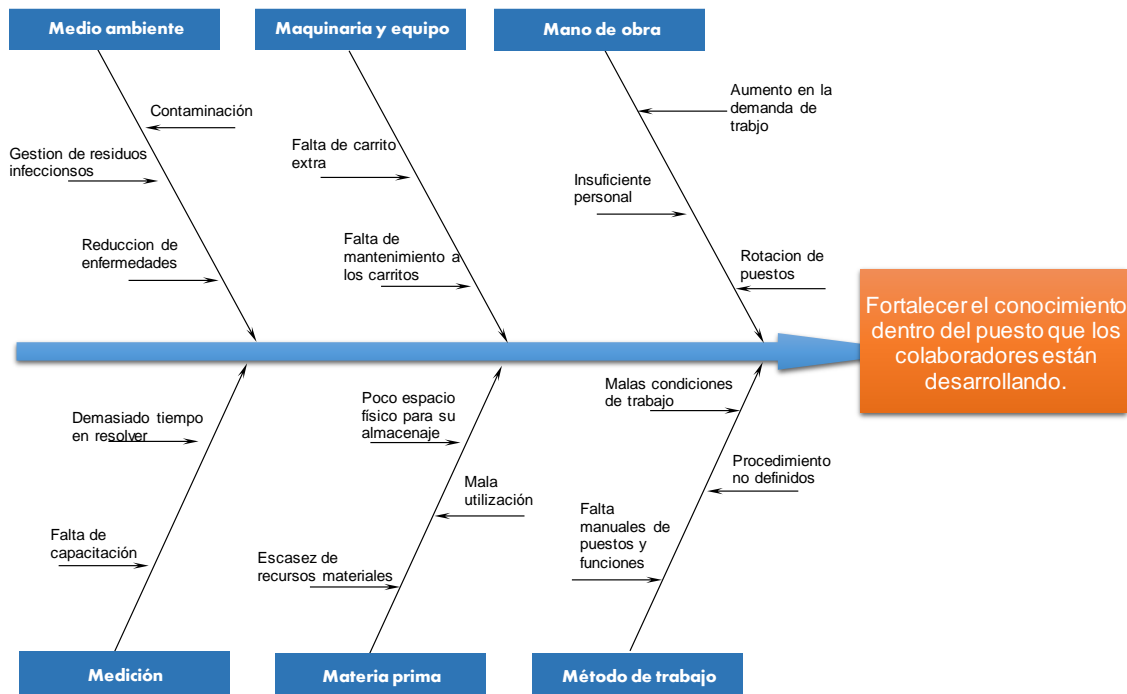 Medio ambiente
Maquinaria y equipo
Mano de obra
Contaminación
Gestion de residuos
infeccionsos
Reduccion de
enfermedades
Falta de carrito
extra
Falta de
mantenimiento a
los carritos
Aumento en la
demanda de
trabjo
Insuficiente
personal
Rotacion de
puestos
Fortalecer el conocimiento
dentro del puesto que los
colaboradores están
desarrollando.
Demasiado tiempo
en resolver
Falta de
capacitación
Poco espacio
físico para su
almacenaje
Mala
utilización
Escasez de
recursos materiales
Malas condiciones
de trabajo
Procedimiento
no definidos
Falta
manuales de
puestos y
funciones
Medición
Materia prima
Método de trabajo